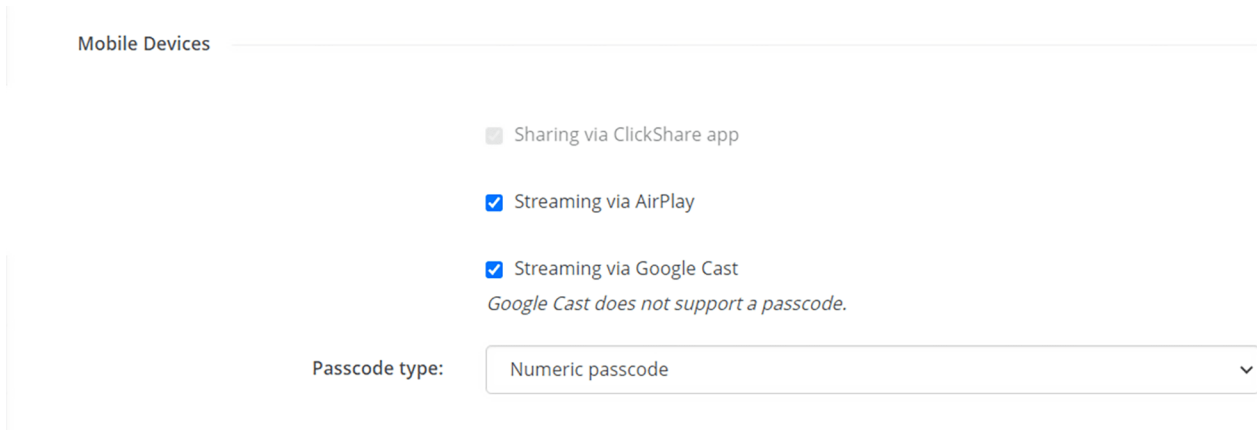 Mobile Devices
Sharing via ClickShare app
Streaming via AirPlay
Streaming via Google Cast
Google Cast does not support a passcode.
Passcode type: Numeric passcode